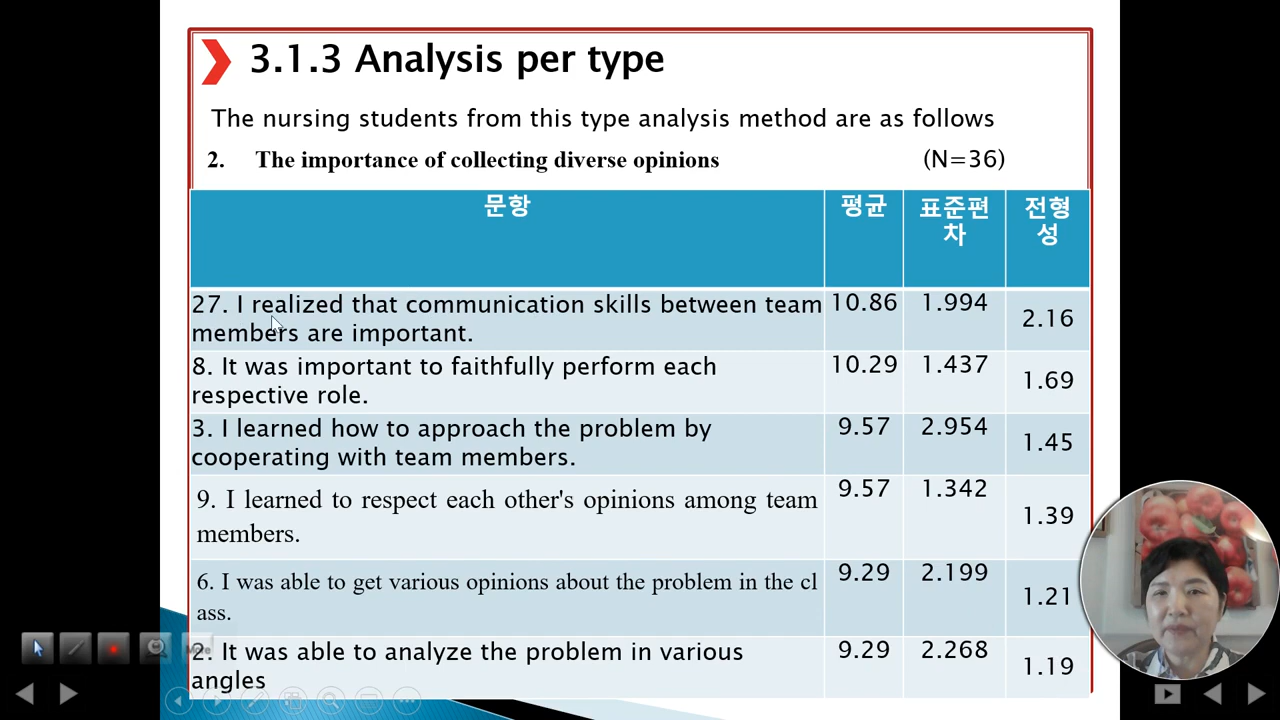 3.1.3 Analysis per type
The nursing students from this type analysis method are as follows
2. The importance of collecting diverse opinions (N=36)
문항 평균 표준편 전형
차 성
27. I realized that communication skills between team 10.86 1.994 2.16
members are important.
8. It was important to faithfully perform each 10.29 1.437 1.69
respective role.
3. I learned how to approach the problem by 9.57 2.954 1.45
cooperating with team members.
9. I learned to respect each other's opinions among team 9.57 1.342 1.39
members.
6. I was able to get various opinions about the problem in the cl 9.29 2.199 1.21
ass.
More
2. It was able to analyze the problem in various 9.29 2.268 1.19
angles